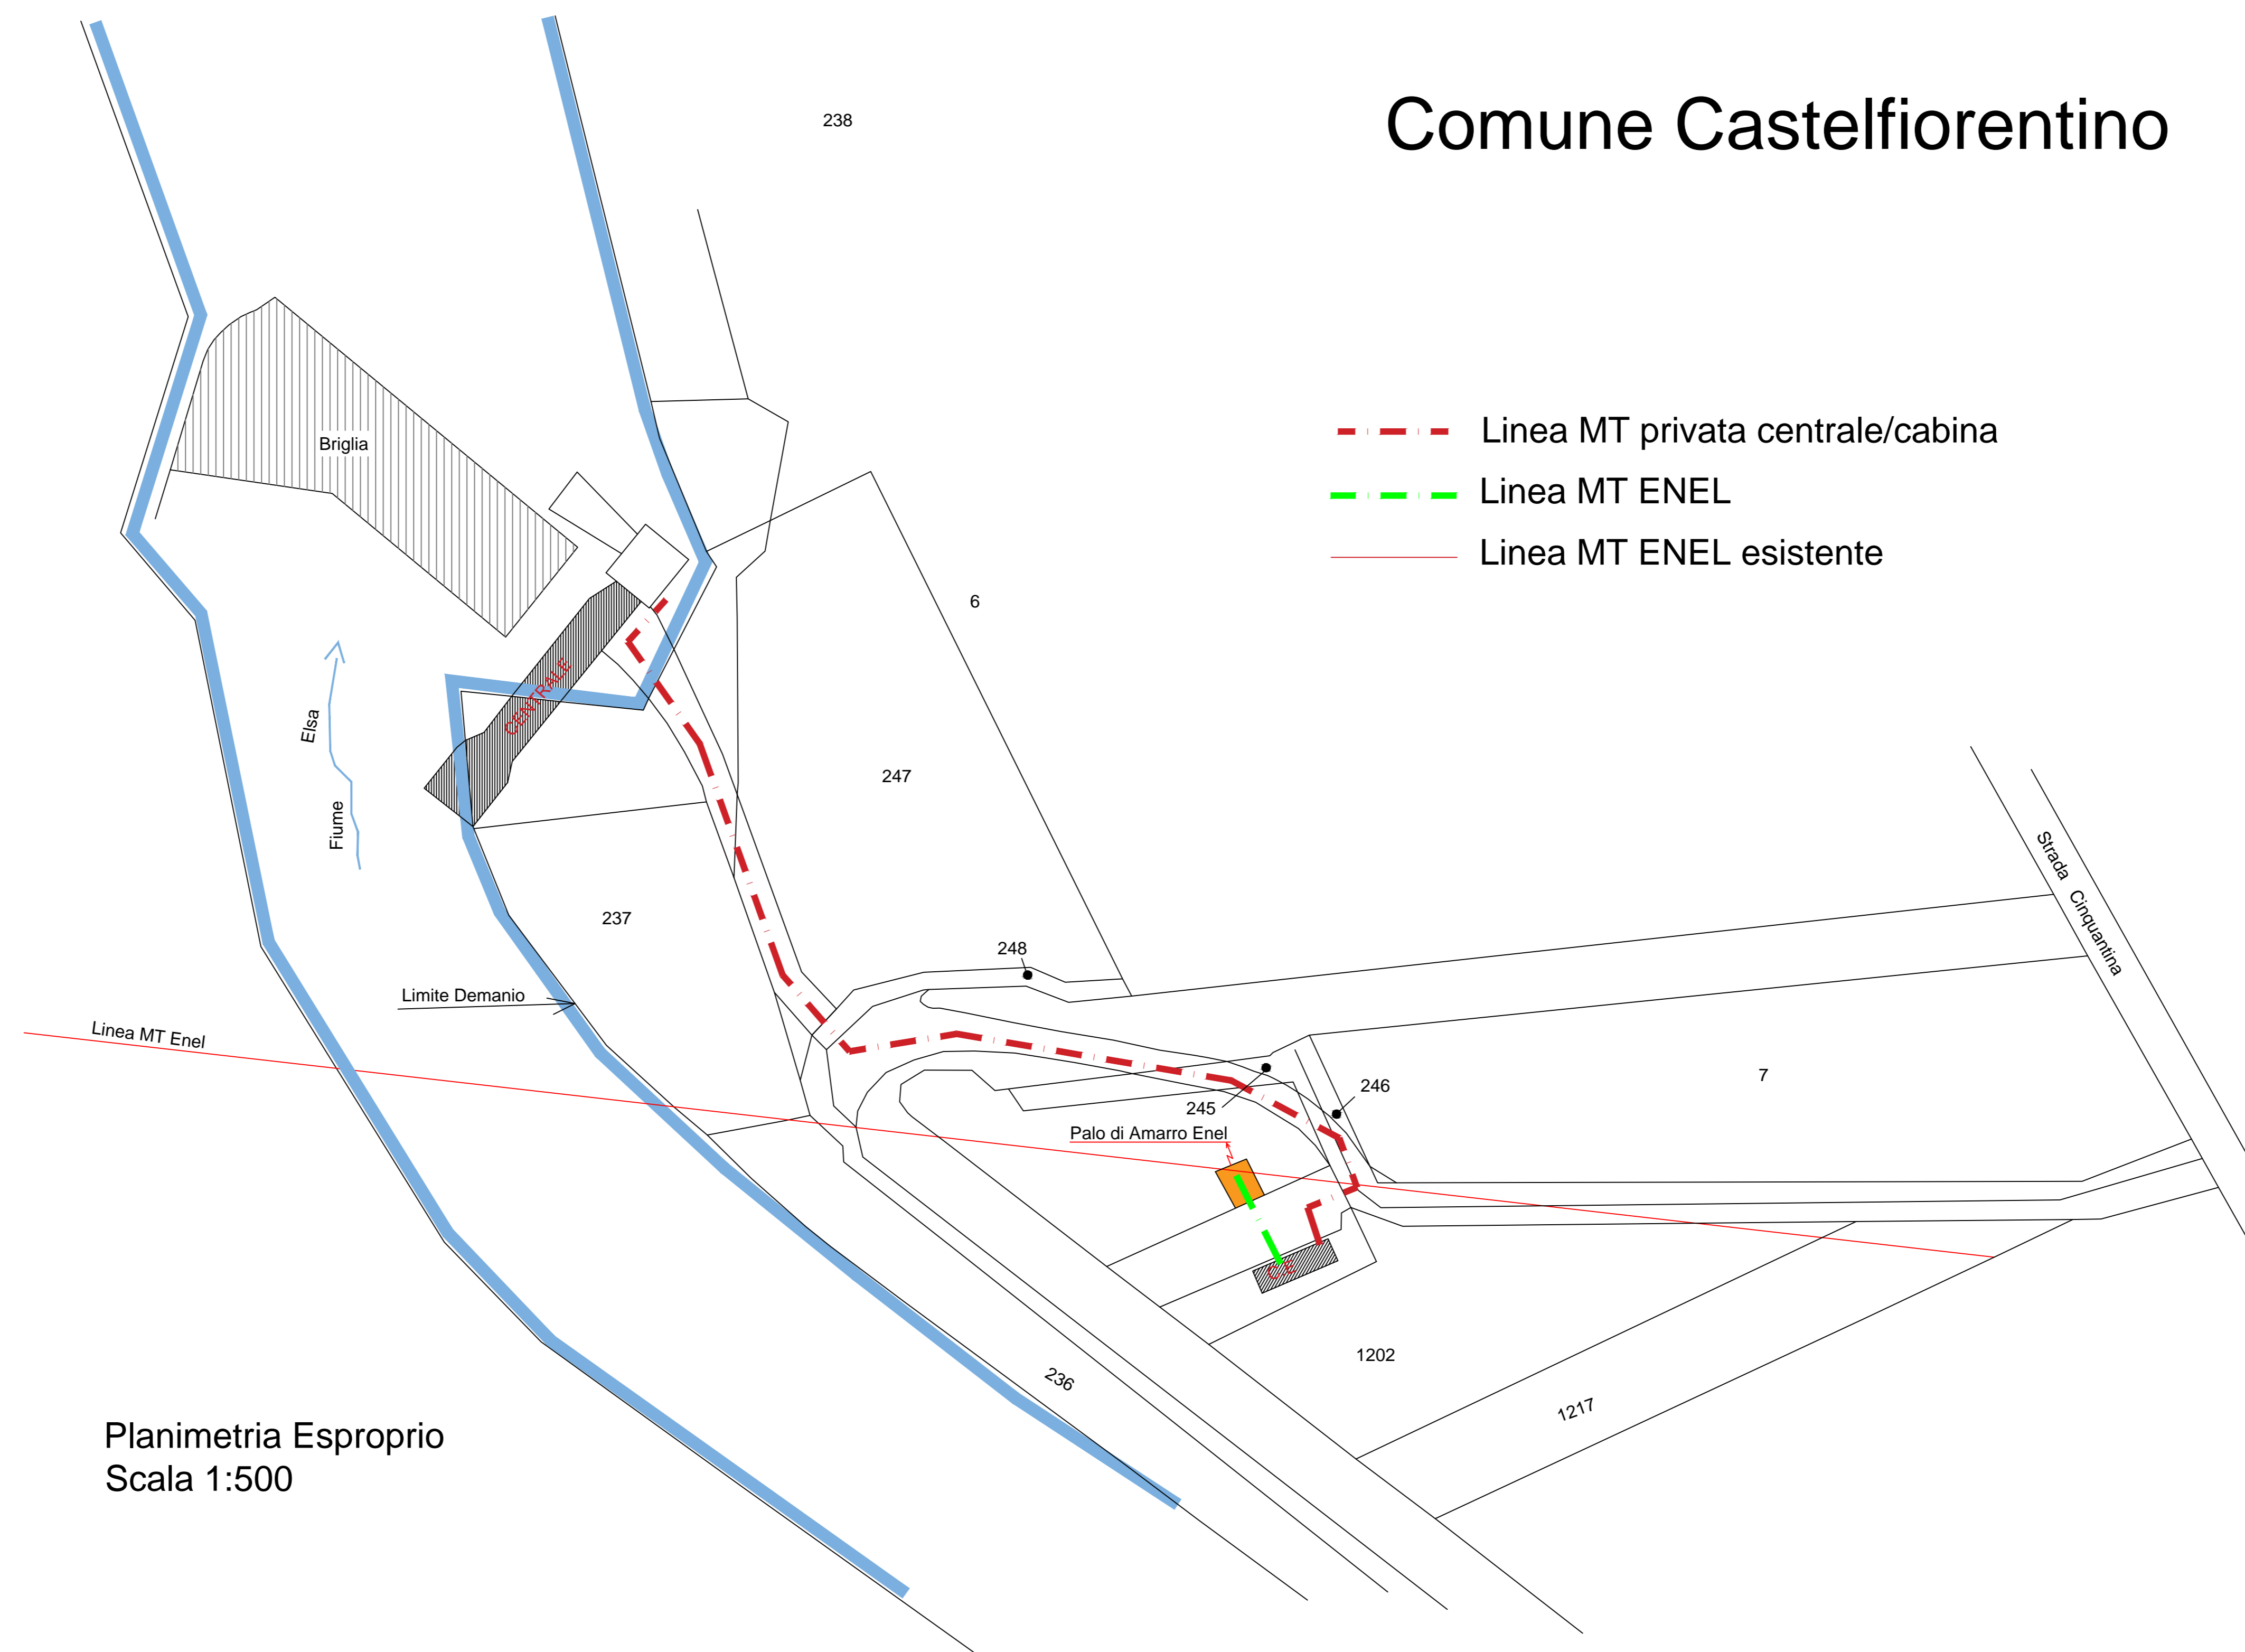 Comune Castelfiorentino
238
Linea MT privata centrale/cabina
Linea MT ENEL
Linea MT ENEL esistente
Briglia
6
CENTRALE
Elsa
Fiume
247
237
248
Strada Cinquantina
Limite Demanio
Linea MT Enel
7
246
245
Palo di Amarro Enel
CE
1202
236
1217
Planimetria Esproprio
Scala 1:500